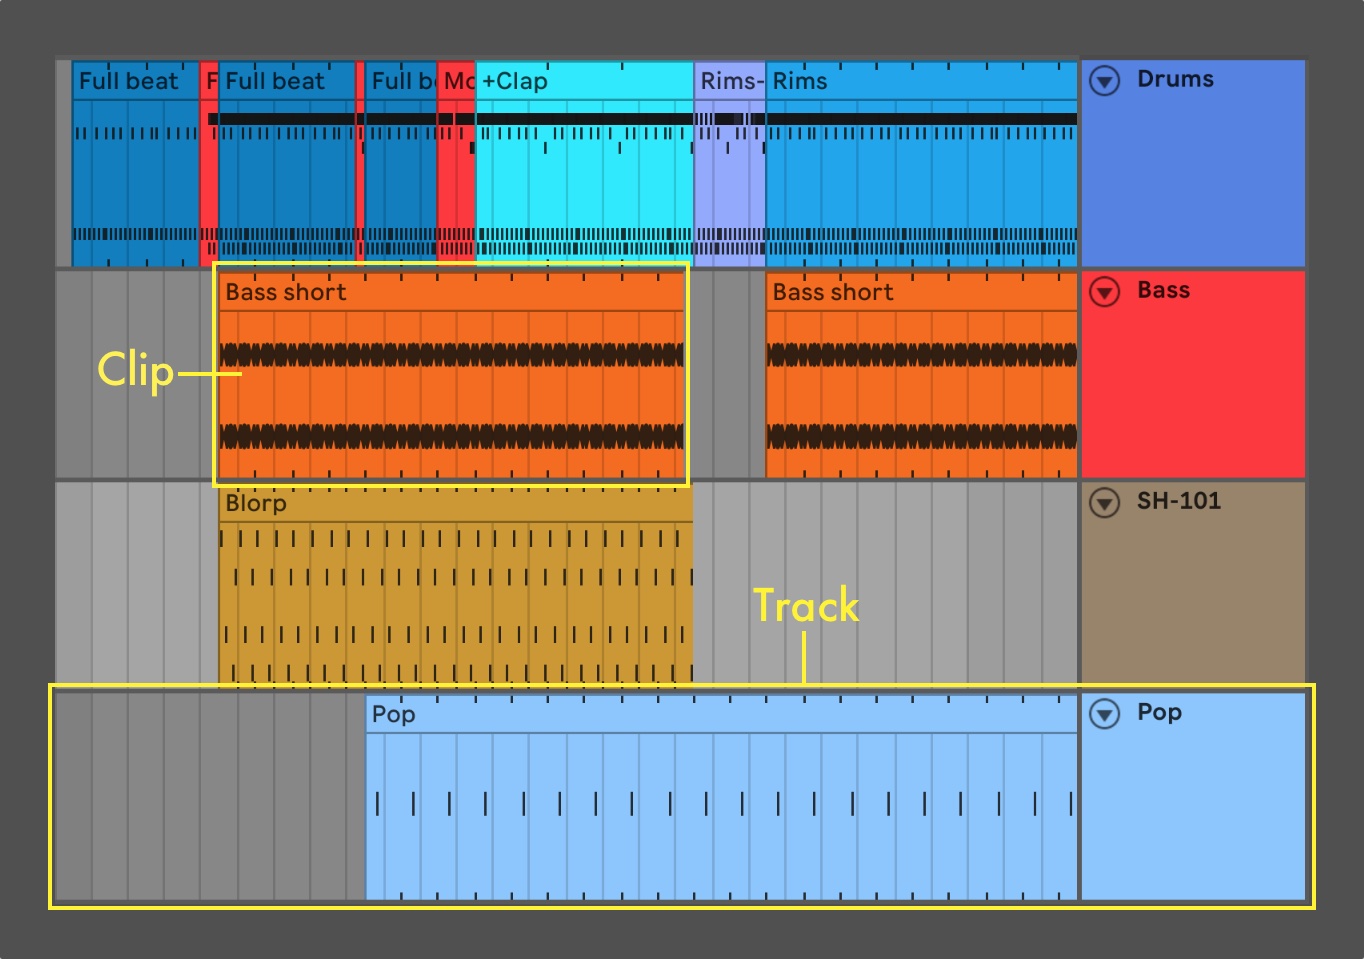 Full beat
F
Full beat
Full b
Mc
+Clap
Rims-
Rims
Drums
Bass short
Bass short
Bass
Clip
Blorp
SH-101
Track
Pop
Pop